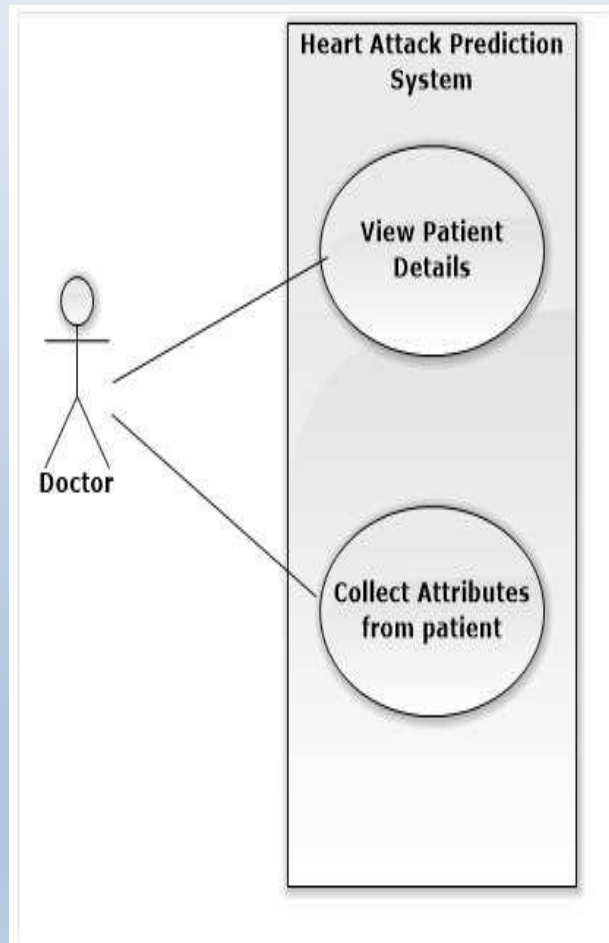 Heart Attack Prediction
System
View Patient
Details
Doctor
Collect Attributes
from patient